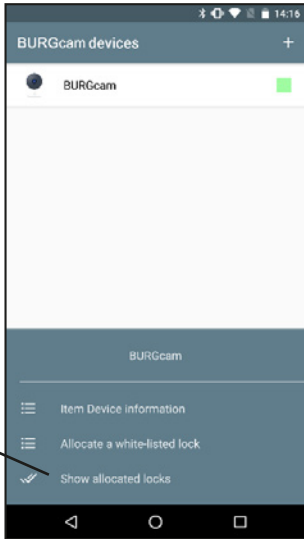 14:16
BURGcam devices +
BURGcam
BURGcam
Item Device information
Allocate a white-listed lock
Show allocated locks